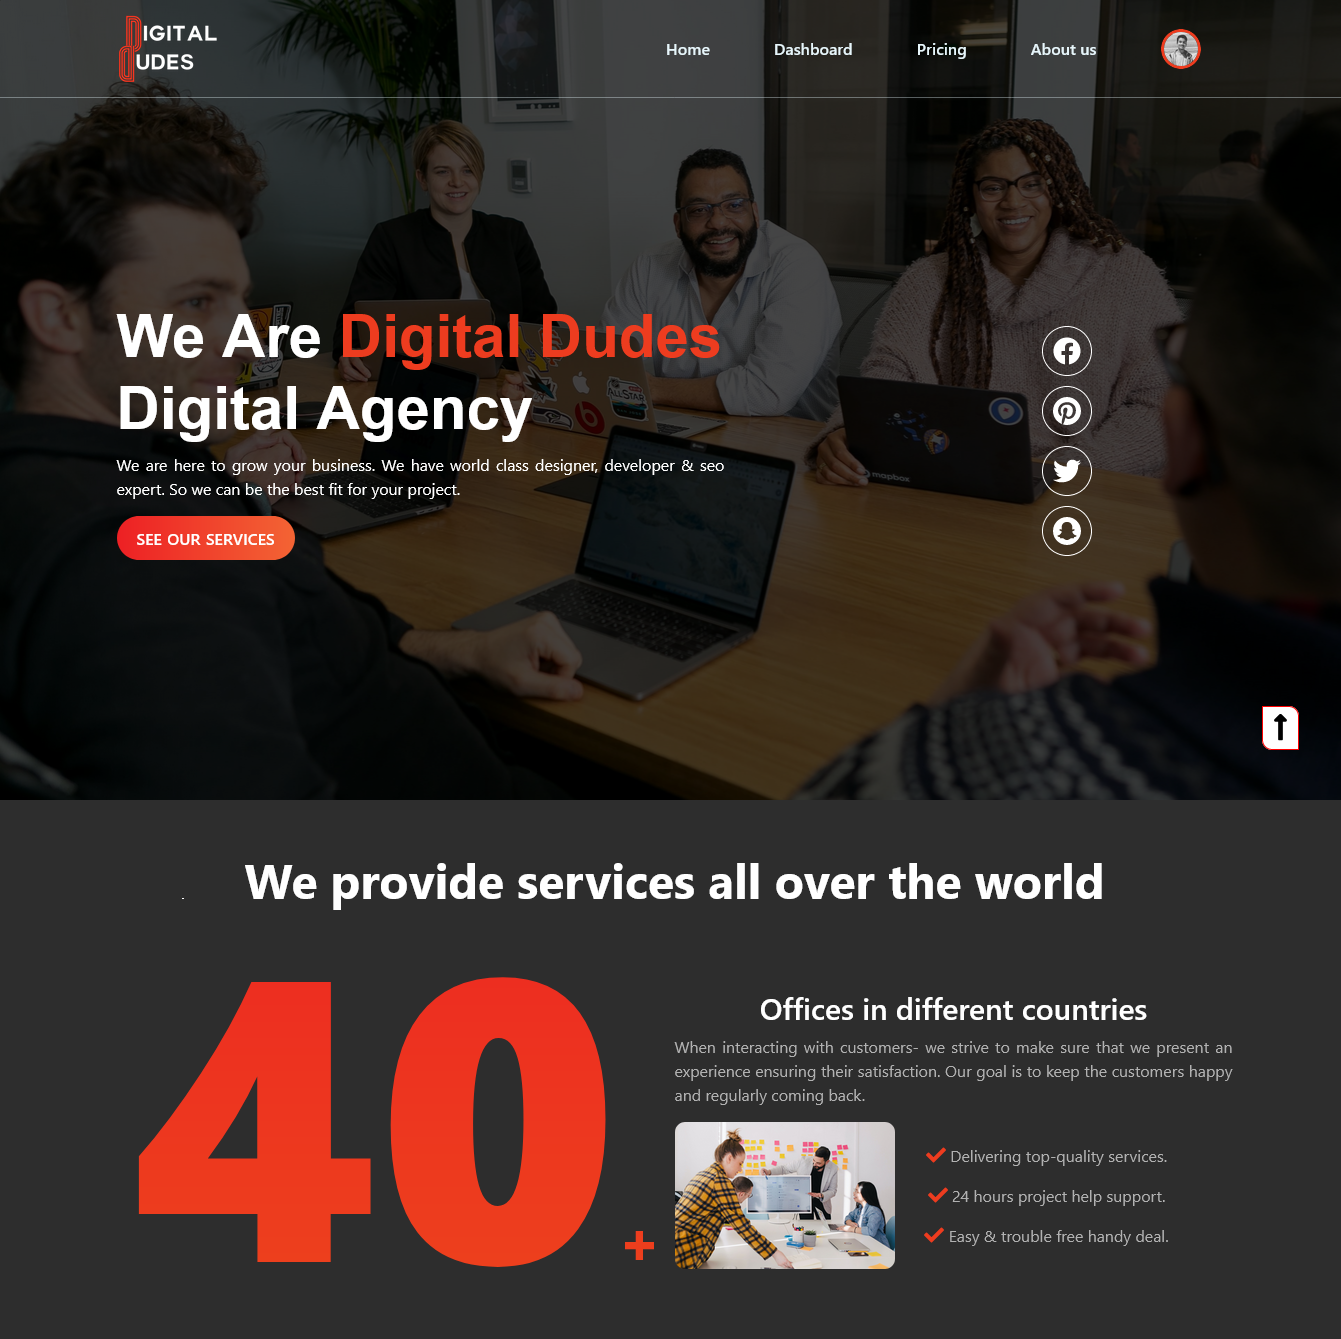 DIGITAL
DUDES
Home
Dashboard
Pricing
About us
We Are Digital Dudes
Digital Agency
We are here to grow your business. We have world class designer, developer & seo
expert. So we can be the best fit for your project.
SEE OUR SERVICES
ALLSTAR
mapbox
We provide services all over the world
40+
Offices in different countries
When interacting with customers- we strive to make sure that we present an
experience ensuring their satisfaction. Our goal is to keep the customers happy
and regularly coming back.
Delivering top-quality services.
24 hours project help support.
Easy & trouble free handy deal.